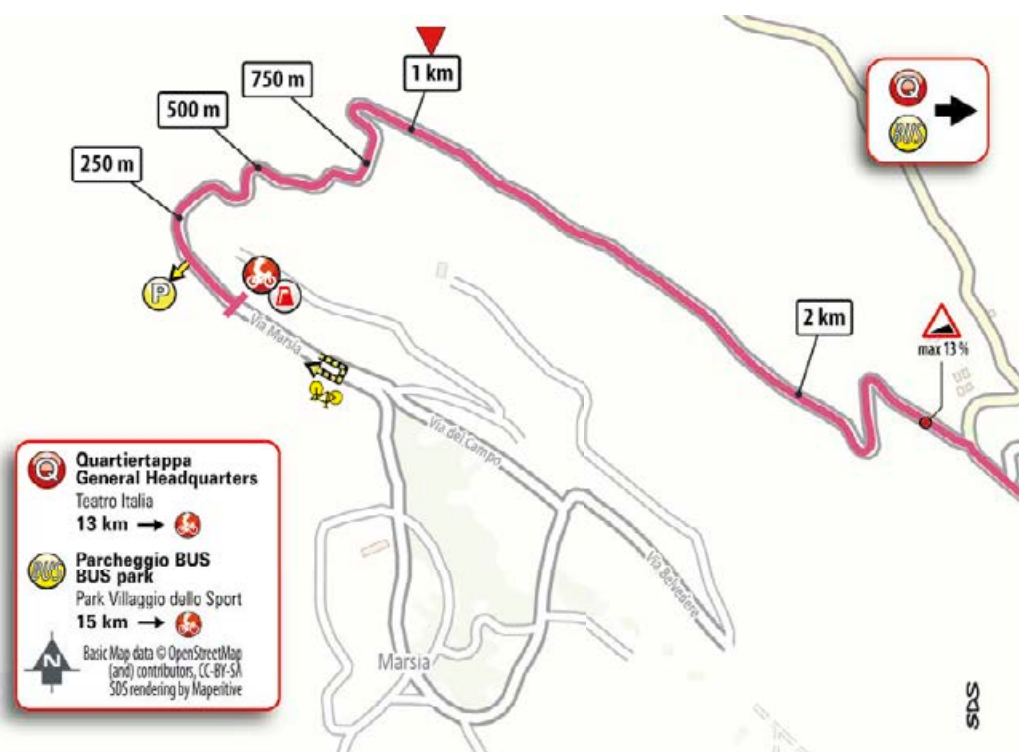 1 km
750 m
500 m
250 m
Q
BUS
P
2 km
max 13%
Via Marsia
Via del Campo
Via Belvedere
Marsia
Q
Quartiertappa
General Headquarters
Teatro Italia
13 km
BUS
Parcheggio BUS
BUS park
Park Villaggio dello Sport
15 km
N
Basic Map data © OpenStreetMap
(and) contributors, CC-BY-SA
SDS rendering by Maperitive
SDS